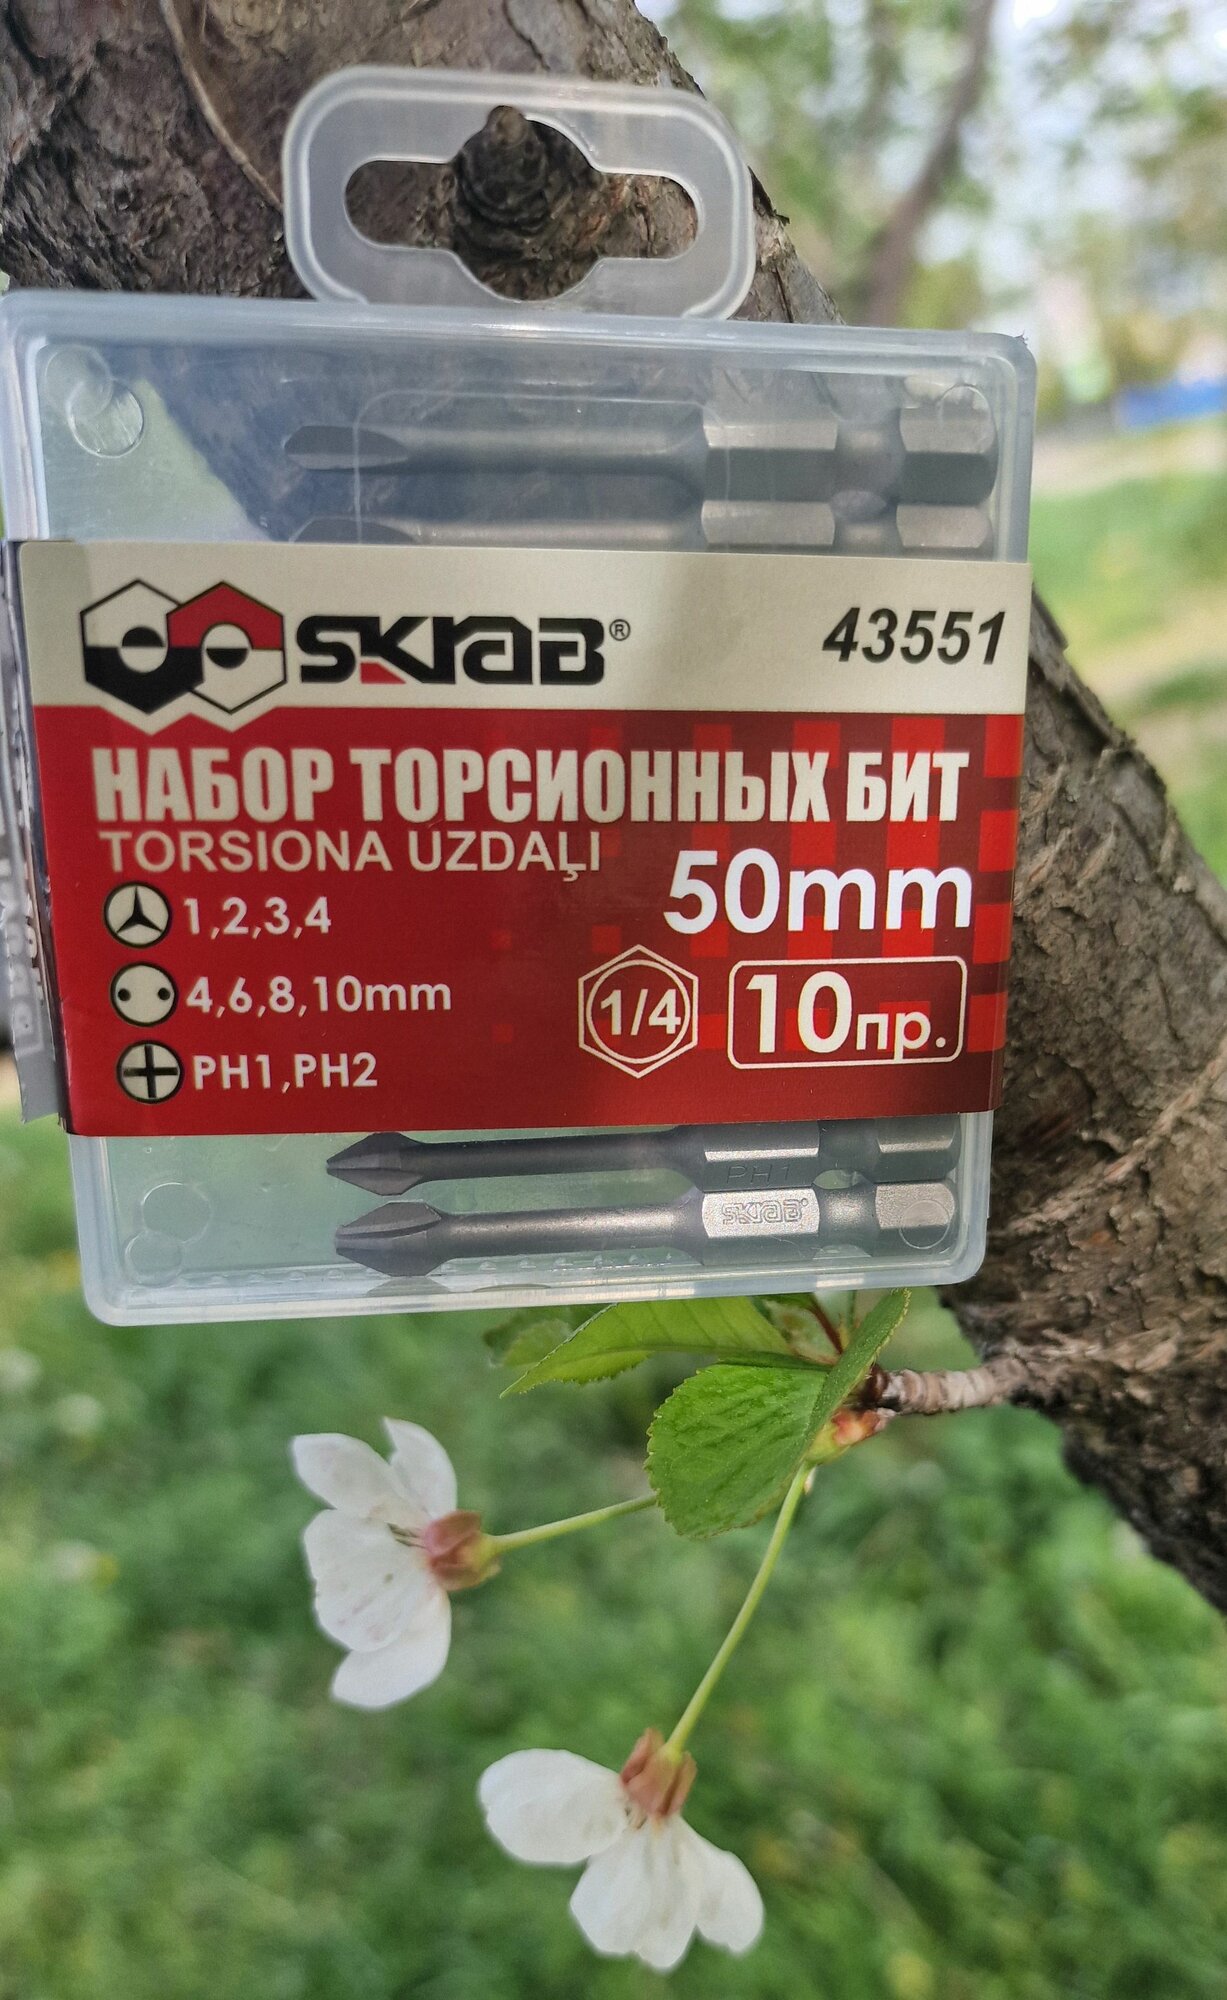 SKRAB®
43551
НАБОР ТОРСИОННЫХ БИТ
TORSIONA UZDAĻI
50mm
1,2,3,4
4,6,8,10mm
1/4
10пр.
PH1,PH2
PH1
SKRAB®